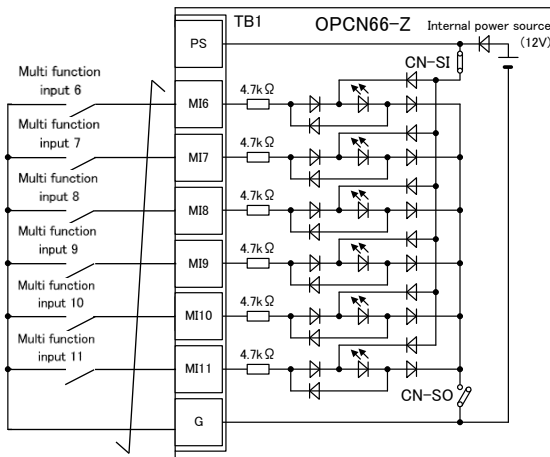 TB1
OPCN66-Z
Internal power source
(12V)
PS
CN-SI
Multi function
input 6
MI6
4.7kΩ
Multi function
input 7
MI7
4.7kΩ
Multi function
input 8
MI8
4.7kΩ
Multi function
input 9
MI9
4.7kΩ
Multi function
input 10
MI10
4.7kΩ
Multi function
input 11
MI11
4.7kΩ
CN-SO
G